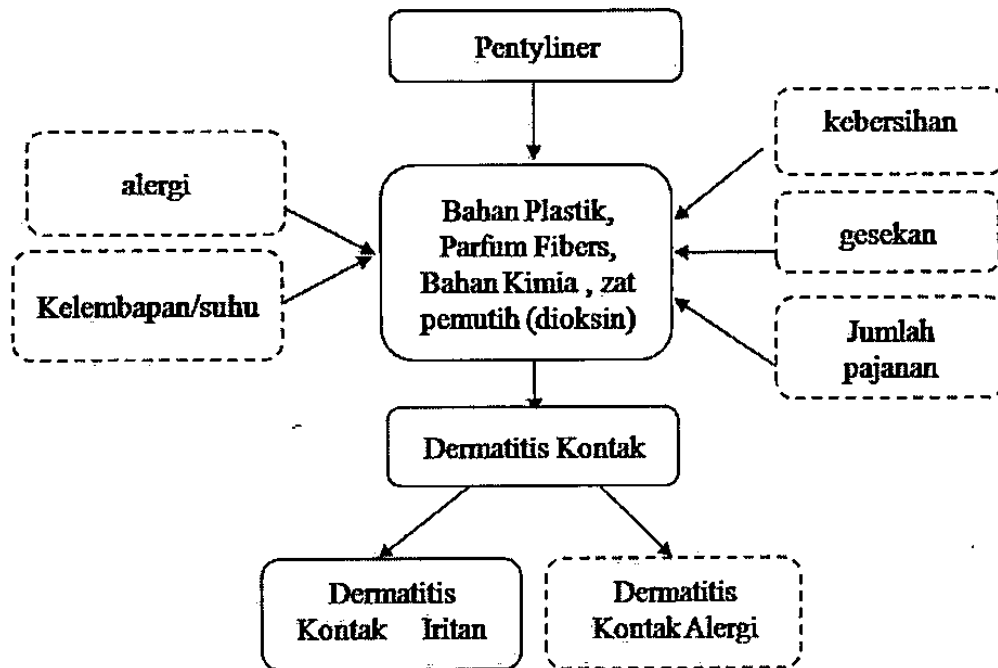 Pentyliner
alergi
Kelembapan/suhu
Bahan Plastik,
Parfum Fibers,
Bahan Kimia , zat
pemutih (dioksin)
kebersihan
gesekan
Jumlah
pajanan
Dermatitis Kontak
Dermatitis
Kontak Iritan
Dermatitis
Kontak Alergi